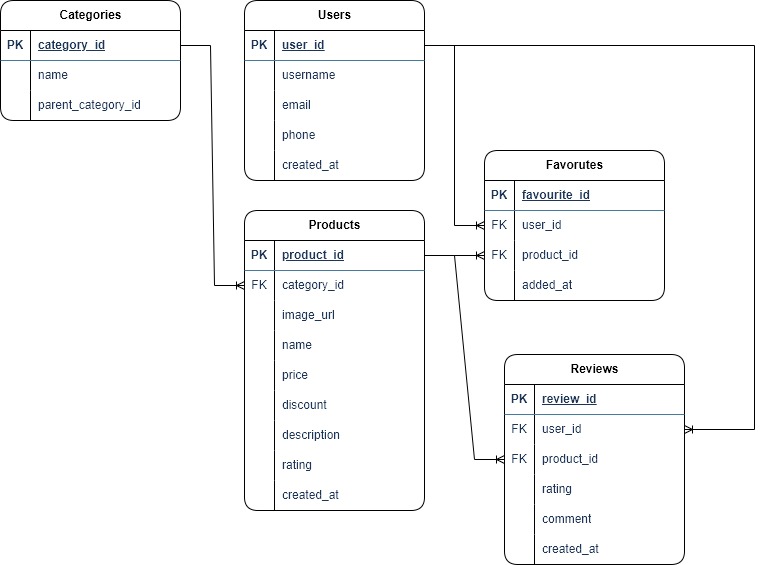 Categories
PK category_id
name
parent_category_id
Users
PK user_id
username
email
phone
created_at
Favorutes
PK favourite_id
FK user_id
FK product_id
added_at
Products
PK product_id
FK category_id
image_url
name
price
discount
description
rating
created_at
Reviews
PK review_id
FK user_id
FK product_id
rating
comment
created_at